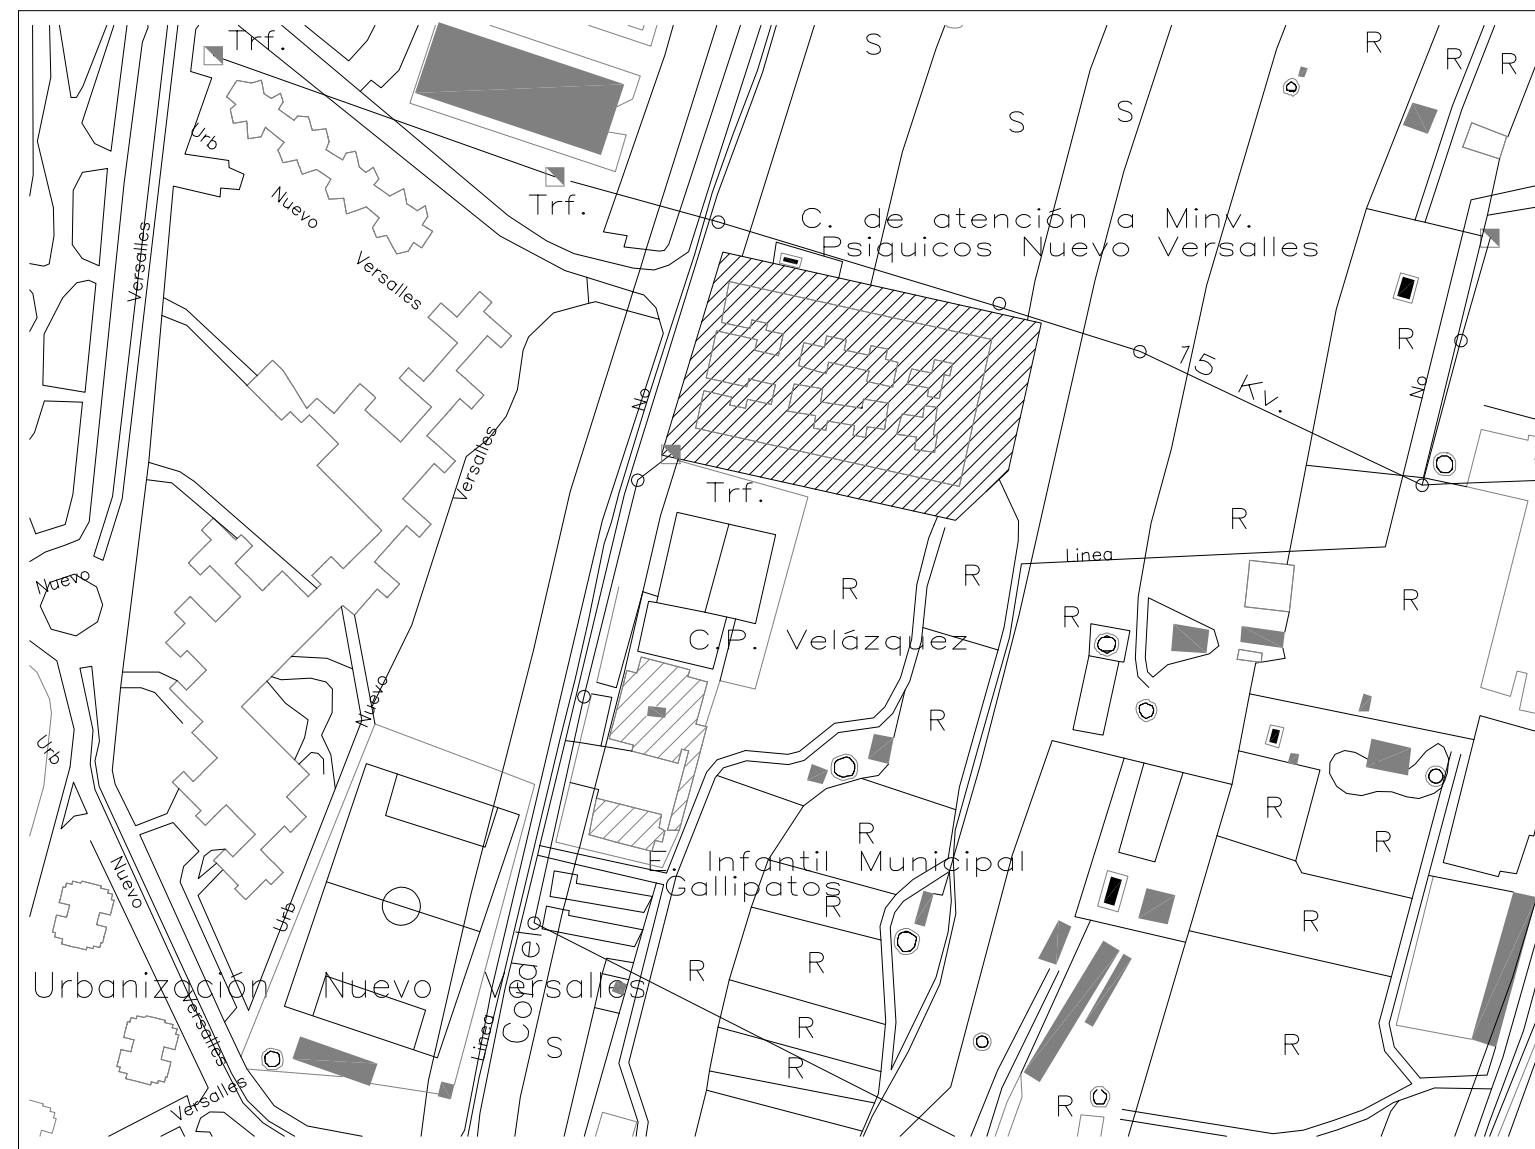 Trf.
S
R
R
R
S
S
Urb
Trf.
Nuevo
C. de atención a Minv.
Psiquicos Nuevo Versalles
Versalles
Versalles
R
15 Kv.
Nº
Nº
Versalles
Trf.
R
Linea
Nuevo
R
R
R
R
C.P. Velázquez
Nuevo
R
Urb
R
R
R
E. Infantil Municipal
Gallipatos
Nuevo
R
Urb
R
R
R
Cordel
Urbanización Nuevo Versalles
Versalles
Linea
R
S
R
R
Versalles
R